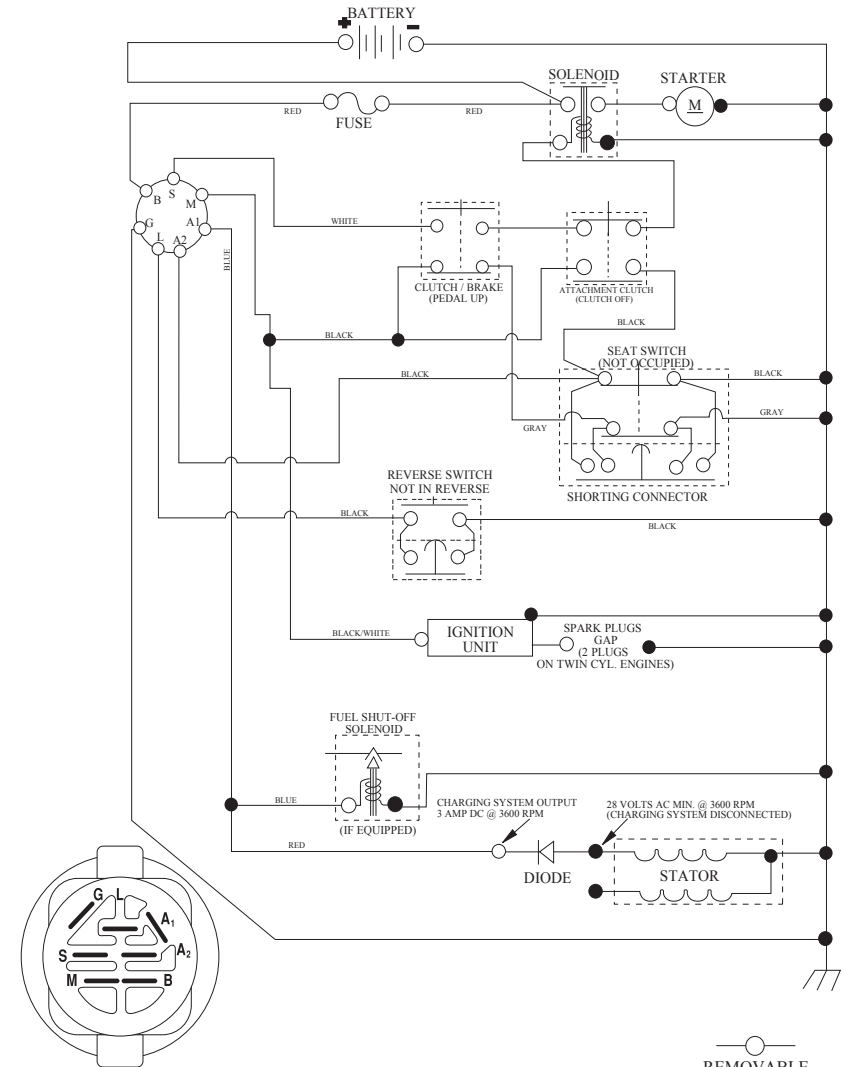 BATTERY
SOLENOID
STARTER
M
RED
FUSE
RED
B
S
M
G
A1
L
A2
BLUE
WHITE
CLUTCH / BRAKE
(PEDAL UP)
ATTACHMENT CLUTCH
(CLUTCH OFF)
BLACK
BLACK
SEAT SWITCH
(NOT OCCUPIED)
BLACK
BLACK
GRAY
GRAY
SHORTING CONNECTOR
REVERSE SWITCH
NOT IN REVERSE
BLACK
BLACK
BLACK/WHITE
IGNITION
UNIT
SPARK PLUGS
GAP
(2 PLUGS
ON TWIN CYL. ENGINES)
FUEL SHUT-OFF
SOLENOID
BLUE
(IF EQUIPPED)
CHARGING SYSTEM OUTPUT
3 AMP DC @ 3600 RPM
28 VOLTS AC MIN. @ 3600 RPM
(CHARGING SYSTEM DISCONNECTED)
RED
DIODE
STATOR
G L
A1
S
A2
M
B
REMOVABLE